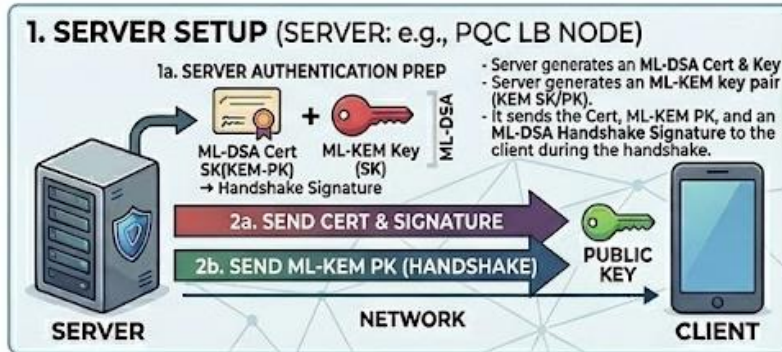 1. SERVER SETUP (SERVER: e.g., PQC LB NODE)
1a. SERVER AUTHENTICATION PREP
ML-DSA Cert
SK(KEM-PK)
→ Handshake Signature
+
ML-KEM Key
(SK)
ML-DSA
- Server generates an ML-DSA Cert & Key
- Server generates an ML-KEM key pair
(KEM SK/PK).
- It sends the Cert, ML-KEM PK, and an
ML-DSA Handshake Signature to the
client during the handshake.
2a. SEND CERT & SIGNATURE
2b. SEND ML-KEM PK (HANDSHAKE)
PUBLIC
KEY
NETWORK
SERVER
CLIENT